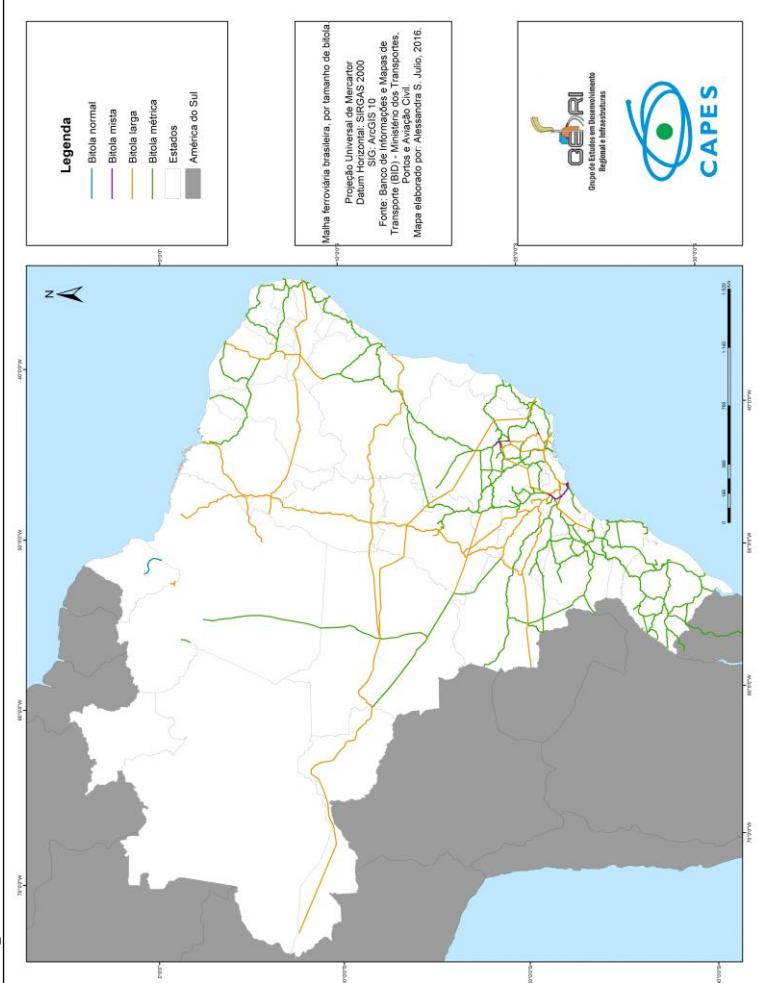 Legenda
Bitola normal
Bitola mista
Bitola larga
Bitola métrica
Estados
América do Sul
Malha ferroviária brasileira, por tamanho de bitola.
Projeção Universal de Mercartor
Datum Horizontal: SIRGAS 2000
SIG: ArcGIS 10
Fonte: Banco de Informações e Mapas de
Transporte (BID) - Ministério dos Transportes,
Portos e Aviação Civil.
Mapa elaborado por: Alessandra S. Julio, 2016.
Grupo de Estudos em Desenvolvimento
Regional e Infraestruturas
CAPES
N